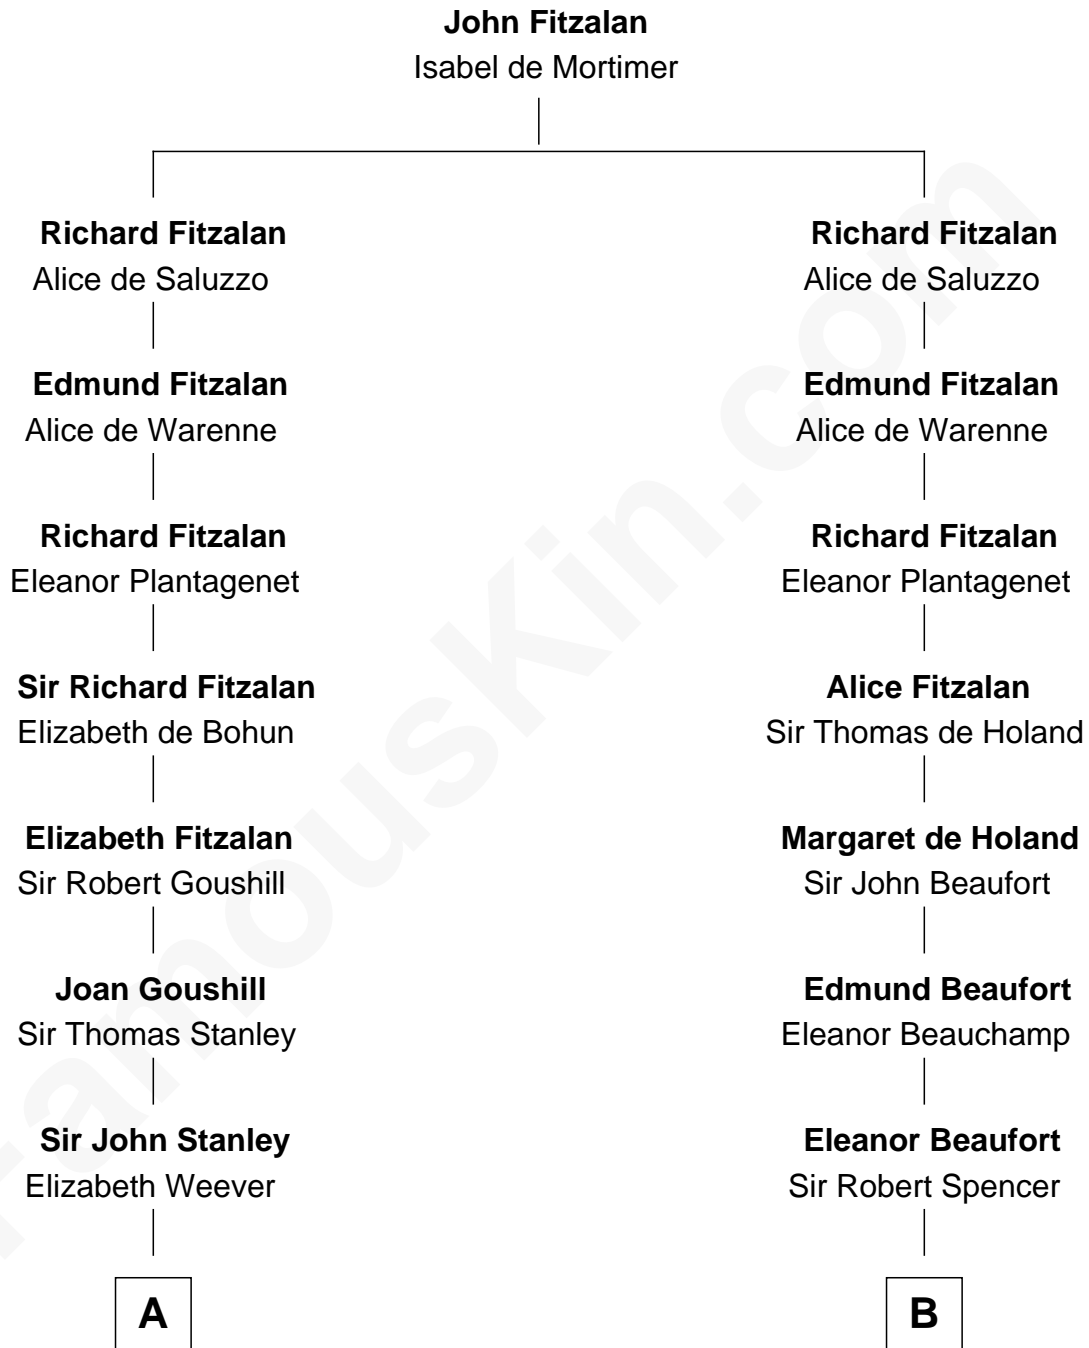 John Fitzalan
Isabel de Mortimer
Richard Fitzalan
Alice de Saluzzo
Richard Fitzalan
Alice de Saluzzo
Edmund Fitzalan
Alice de Warenne
Edmund Fitzalan
Alice de Warenne
Richard Fitzalan
Eleanor Plantagenet
Richard Fitzalan
Eleanor Plantagenet
Sir Richard Fitzalan
Elizabeth de Bohun
Alice Fitzalan
Sir Thomas de Holand
Elizabeth Fitzalan
Sir Robert Goushill
Margaret de Holand
Sir John Beaufort
Joan Goushill
Sir Thomas Stanley
Edmund Beaufort
Eleanor Beauchamp
Sir John Stanley
Elizabeth Weever
Eleanor Beaufort
Sir Robert Spencer
A
B
FamousKin.com